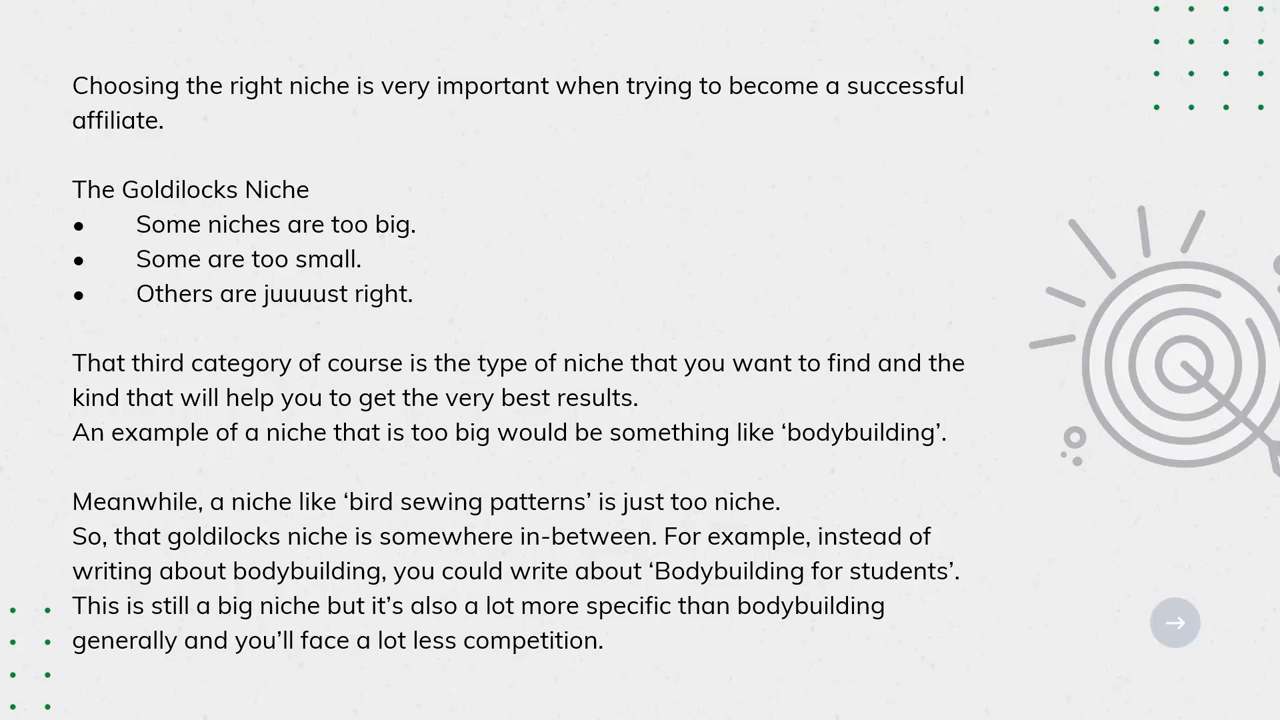 Choosing the right niche is very important when trying to become a successful
affiliate.
The Goldilocks Niche
• Some niches are too big.
• Some are too small.
• Others are juuuust right.
That third category of course is the type of niche that you want to find and the
kind that will help you to get the very best results.
An example of a niche that is too big would be something like ‘bodybuilding’.
Meanwhile, a niche like ‘bird sewing patterns’ is just too niche.
So, that goldilocks niche is somewhere in-between. For example, instead of
writing about bodybuilding, you could write about ‘Bodybuilding for students’.
This is still a big niche but it’s also a lot more specific than bodybuilding
generally and you’ll face a lot less competition.